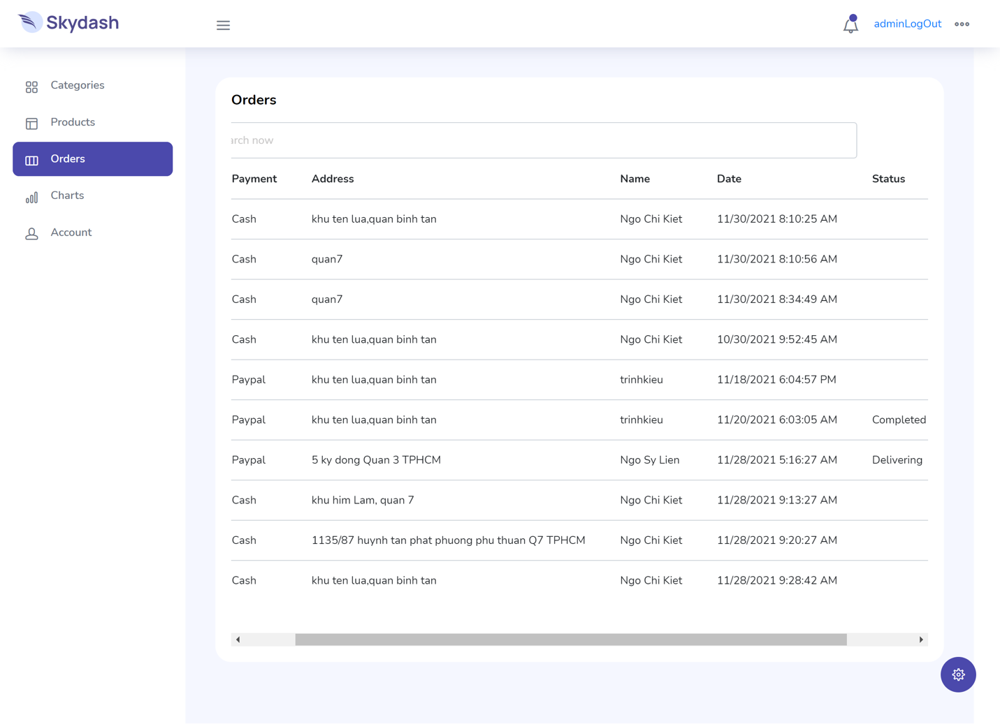 Skydash
adminLogOut
Categories
Products
Orders
Charts
Account
Orders
arch now
Payment Address Name Date Status
Cash khu ten lua,quan binh tan Ngo Chi Kiet 11/30/2021 8:10:25 AM
Cash quan7 Ngo Chi Kiet 11/30/2021 8:10:56 AM
Cash quan7 Ngo Chi Kiet 11/30/2021 8:34:49 AM
Cash khu ten lua,quan binh tan Ngo Chi Kiet 10/30/2021 9:52:45 AM
Paypal khu ten lua,quan binh tan trinhkieu 11/18/2021 6:04:57 PM
Paypal khu ten lua,quan binh tan trinhkieu 11/20/2021 6:03:05 AM Completed
Paypal 5 ky dong Quan 3 TPHCM Ngo Sy Lien 11/28/2021 5:16:27 AM Delivering
Cash khu him Lam, quan 7 Ngo Chi Kiet 11/28/2021 9:13:27 AM
Cash 1135/87 huynh tan phat phuong phu thuan Q7 TPHCM Ngo Chi Kiet 11/28/2021 9:20:27 AM
Cash khu ten lua,quan binh tan Ngo Chi Kiet 11/28/2021 9:28:42 AM